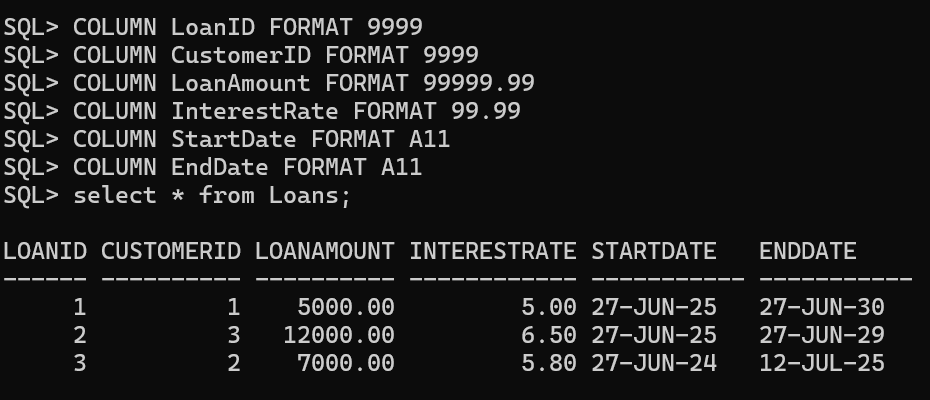 SQL> COLUMN LoanID FORMAT 9999
SQL> COLUMN CustomerID FORMAT 9999
SQL> COLUMN LoanAmount FORMAT 99999.99
SQL> COLUMN InterestRate FORMAT 99.99
SQL> COLUMN StartDate FORMAT A11
SQL> COLUMN EndDate FORMAT A11
SQL> select * from Loans;

LOANID CUSTOMERID LOANAMOUNT INTERESTRATE STARTDATE   ENDDATE
------ ---------- ---------- ------------ ----------- -----------
     1          1    5000.00         5.00 27-JUN-25   27-JUN-30
     2          3   12000.00         6.50 27-JUN-25   27-JUN-29
     3          2    7000.00         5.80 27-JUN-24   12-JUL-25